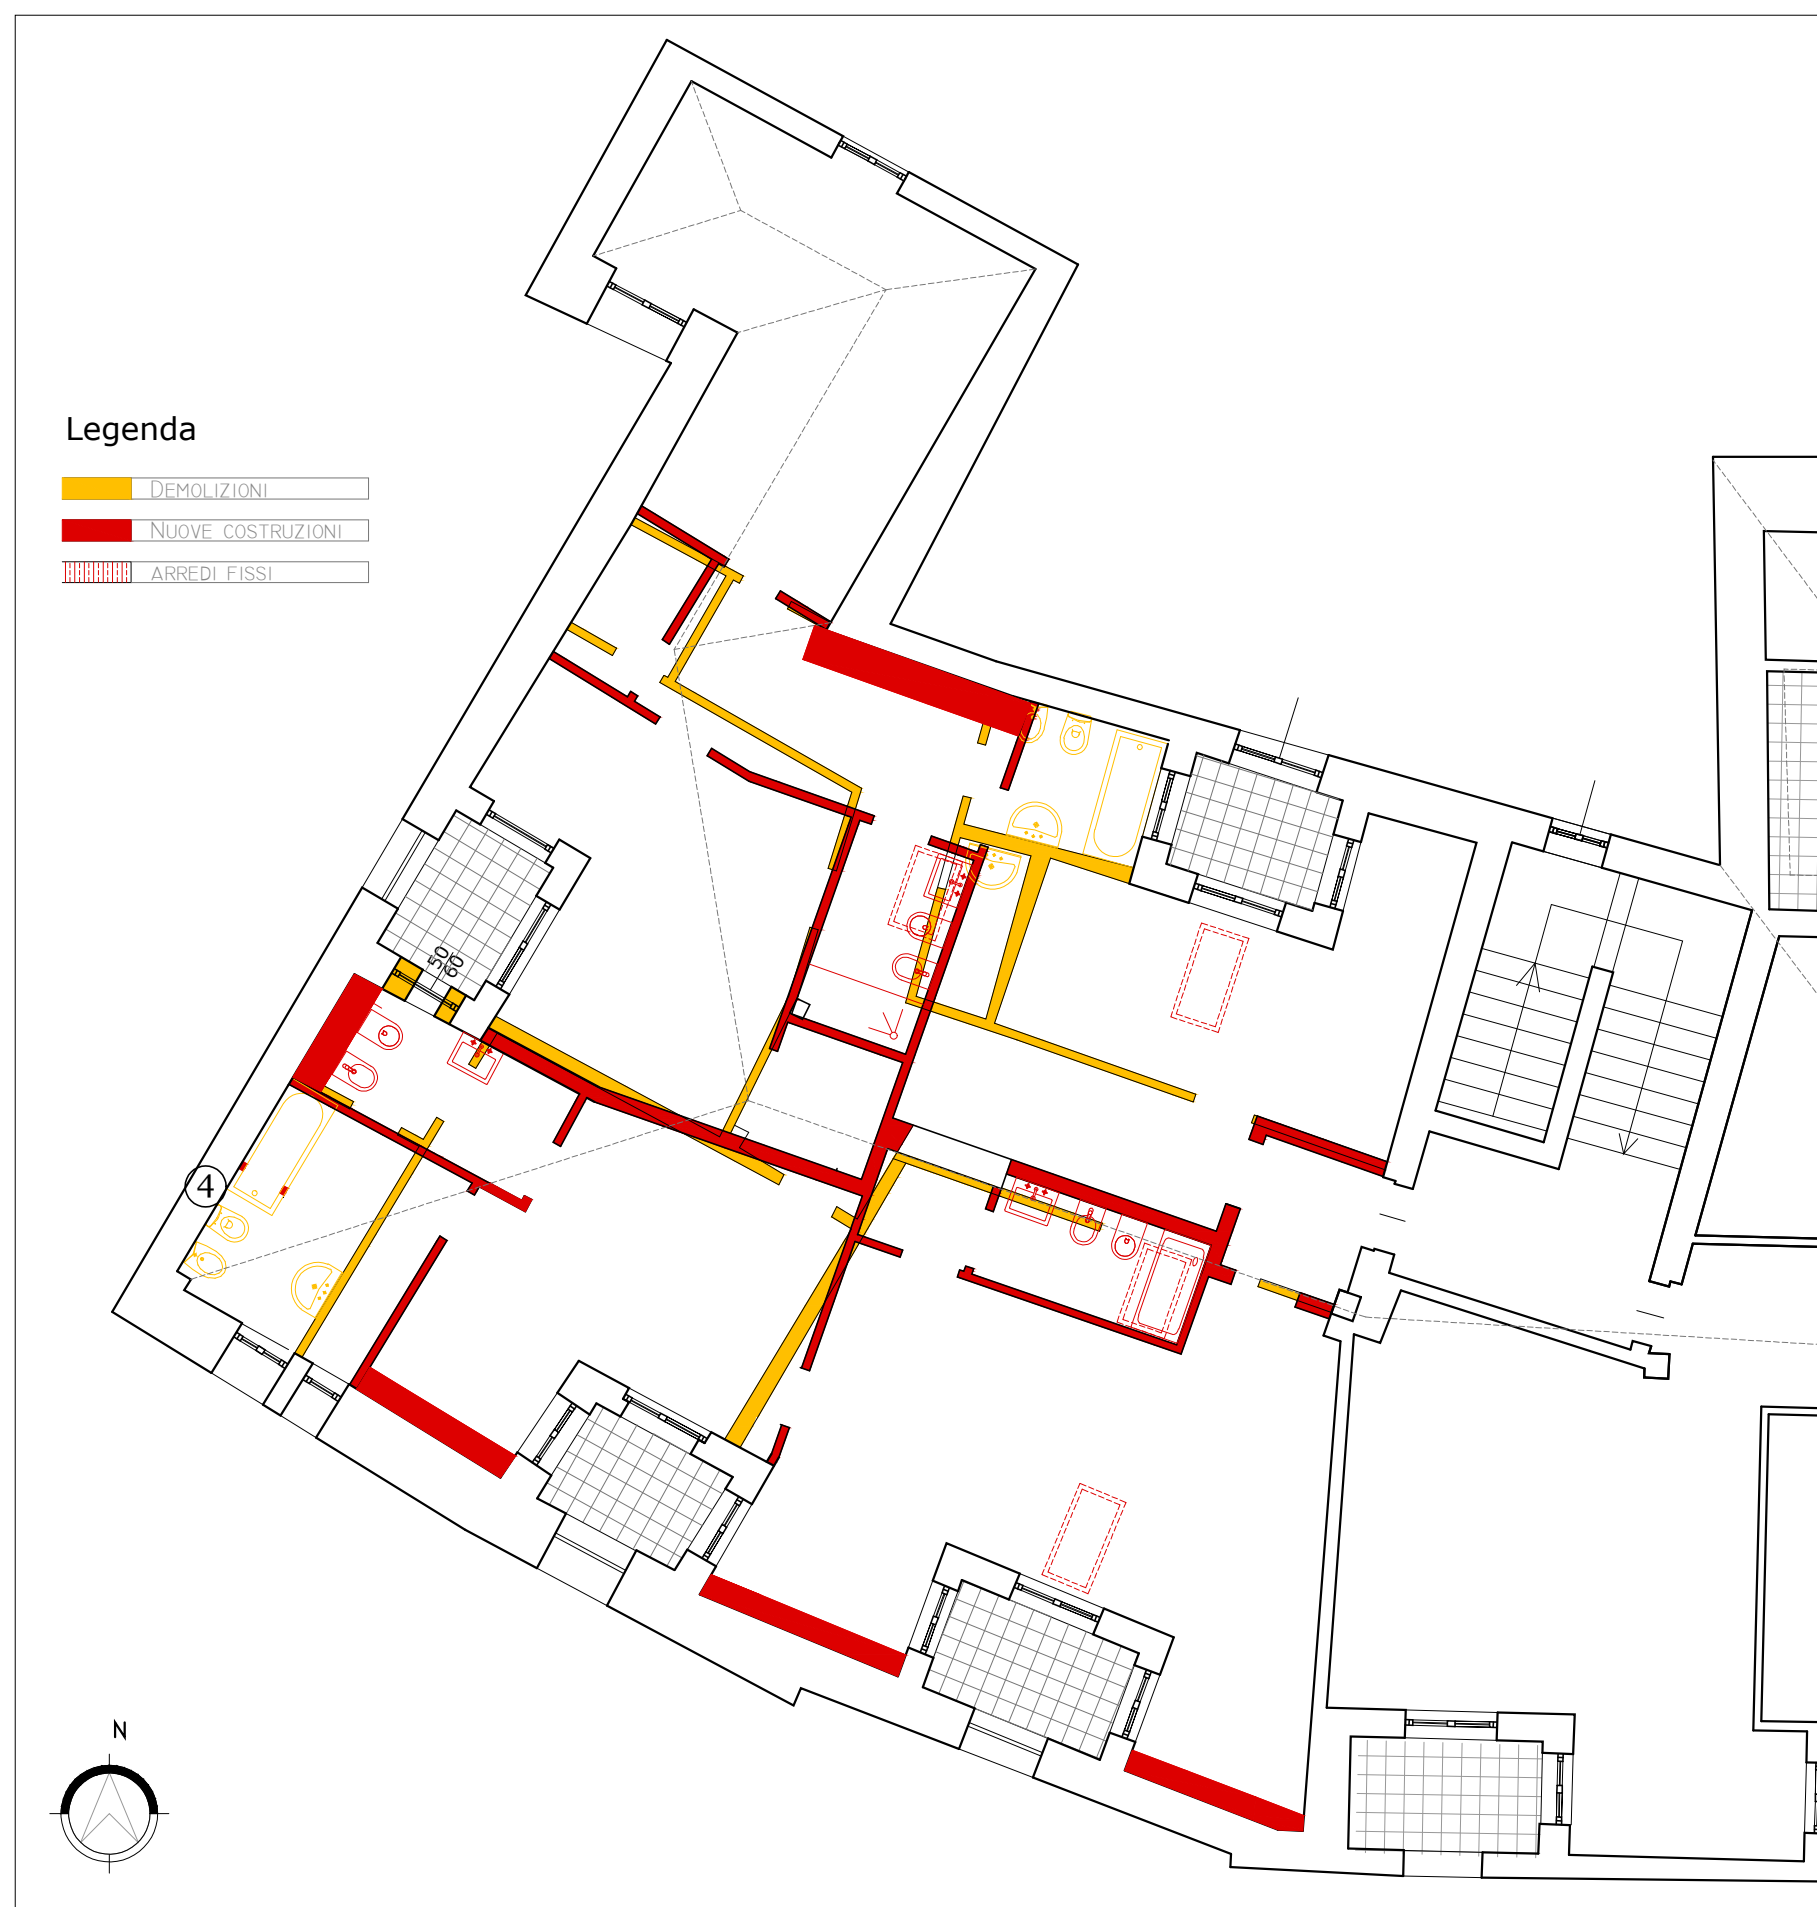 Legenda
DEMOLIZIONI
NUOVE COSTRUZIONI
ARREDI FISSI
50
60
4
N